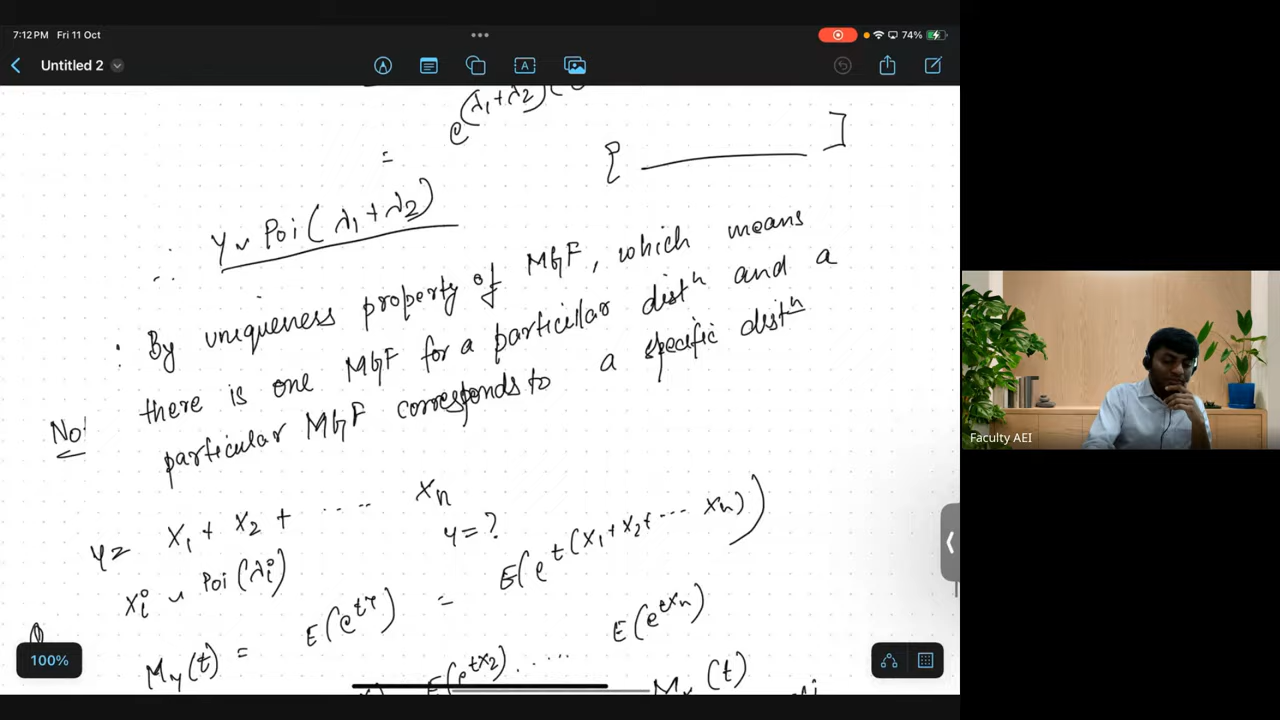 7:12 PM Fri 11 Oct
74%
Untitled 2
e^(λ1+λ2)(
=
[ ]
∴ Y ~ Poi(λ1+λ2)
: By uniqueness property of MGF, which means
there is one MGF for a particular distⁿ and a
particular MGF corresponds to a specific distⁿ
No
Y = X1 + X2 + .... Xn
Y = ?
Xi ~ Poi(λi)
My(t) = E(e^tY) = E(e^t(X1+X2+...Xn))
E(e^tX2) ..... E(e^tXn)
(t)
100%
Faculty AEI